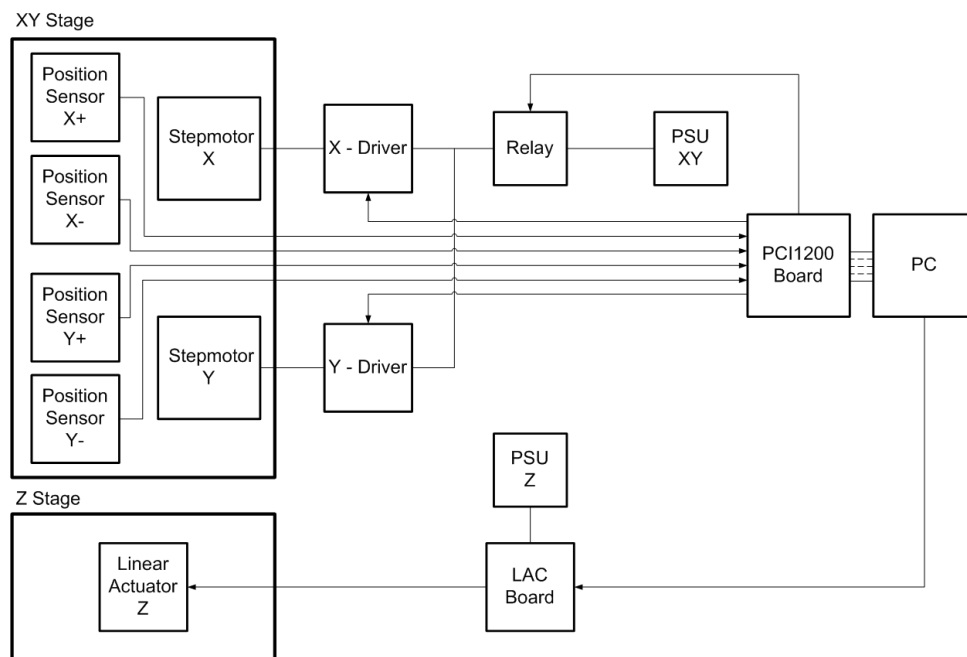 XY Stage
Position
Sensor
X+
Position
Sensor
X-
Position
Sensor
Y+
Position
Sensor
Y-
Stepmotor
X
Stepmotor
Y
X - Driver
Y - Driver
Relay
PSU
XY
PCI1200
Board
PC
Z Stage
Linear
Actuator
Z
PSU
Z
LAC
Board